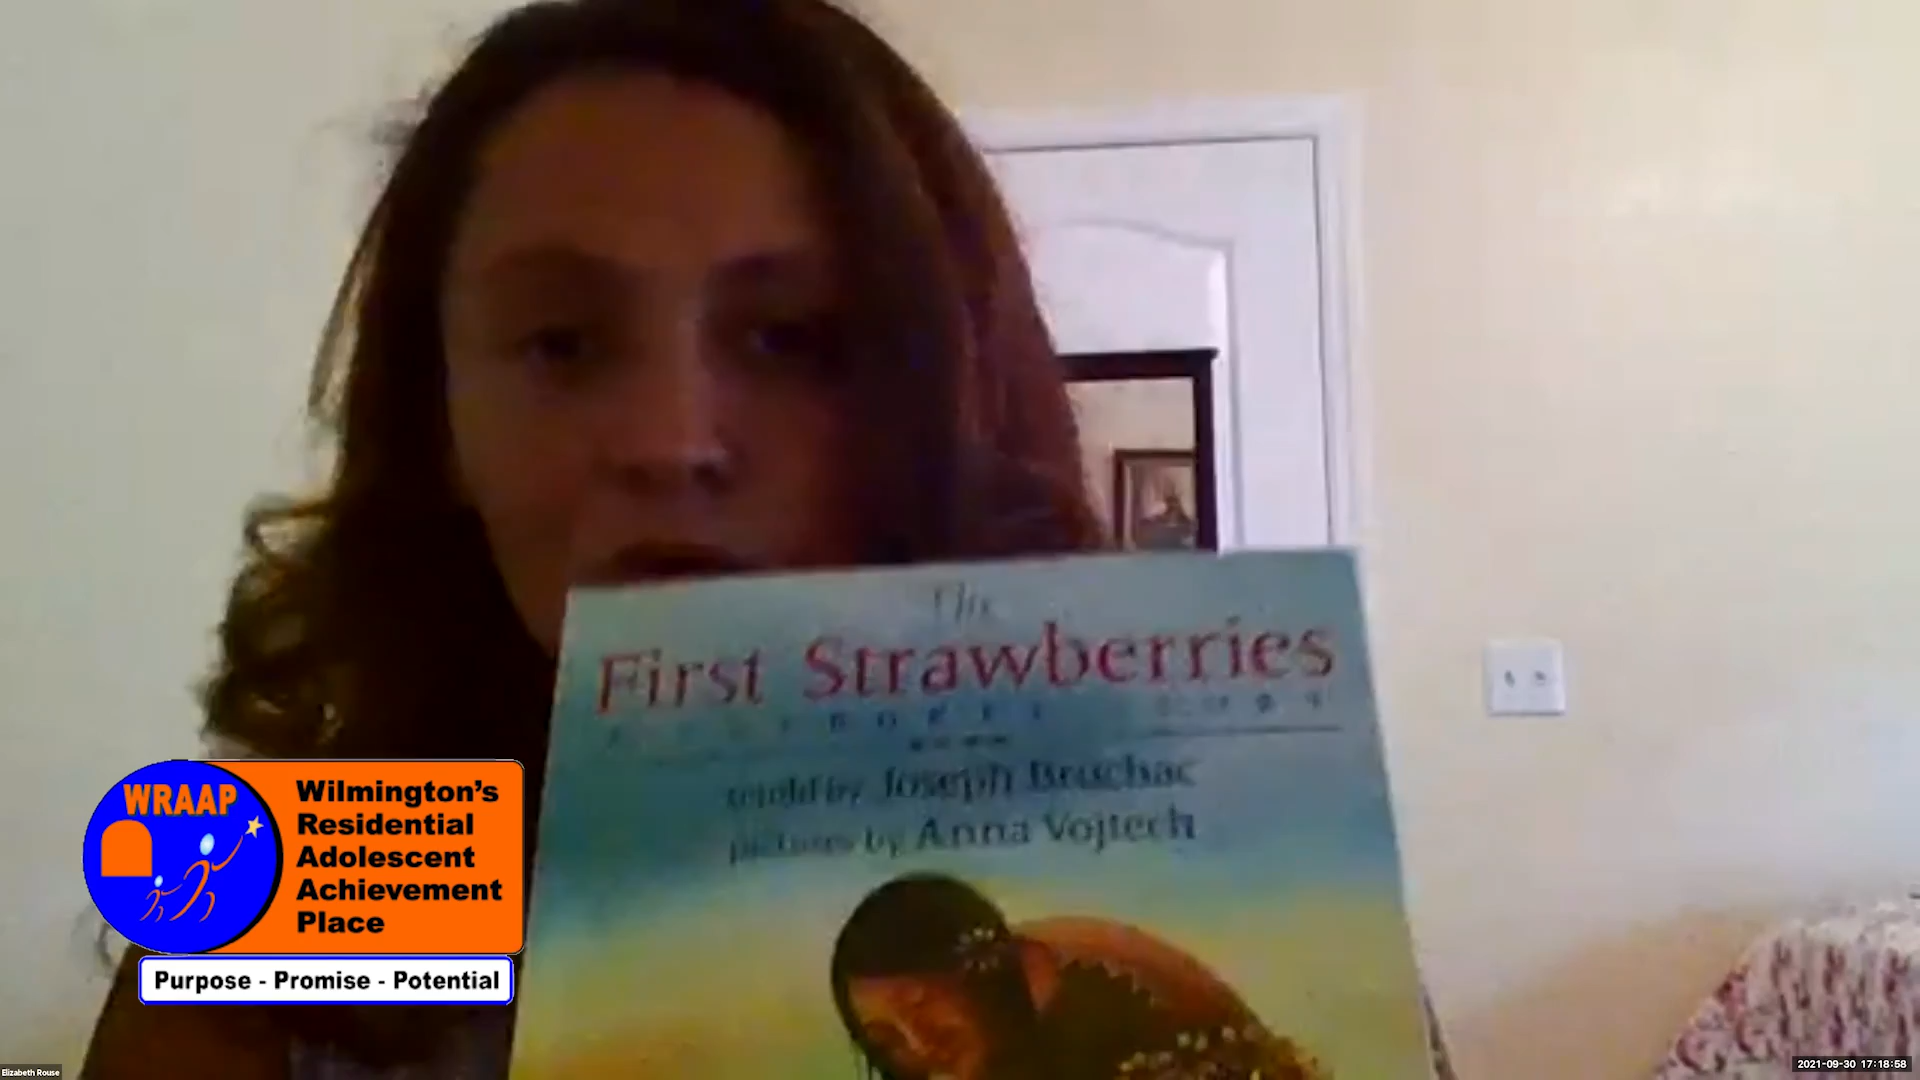 The
First Strawberries
retold by Joseph Bruchac
pictures by Anna Vojtech
WRAAP
Wilmington's
Residential
Adolescent
Achievement
Place
Purpose - Promise - Potential
Elizabeth Rouse
2021-09-30 17:18:58